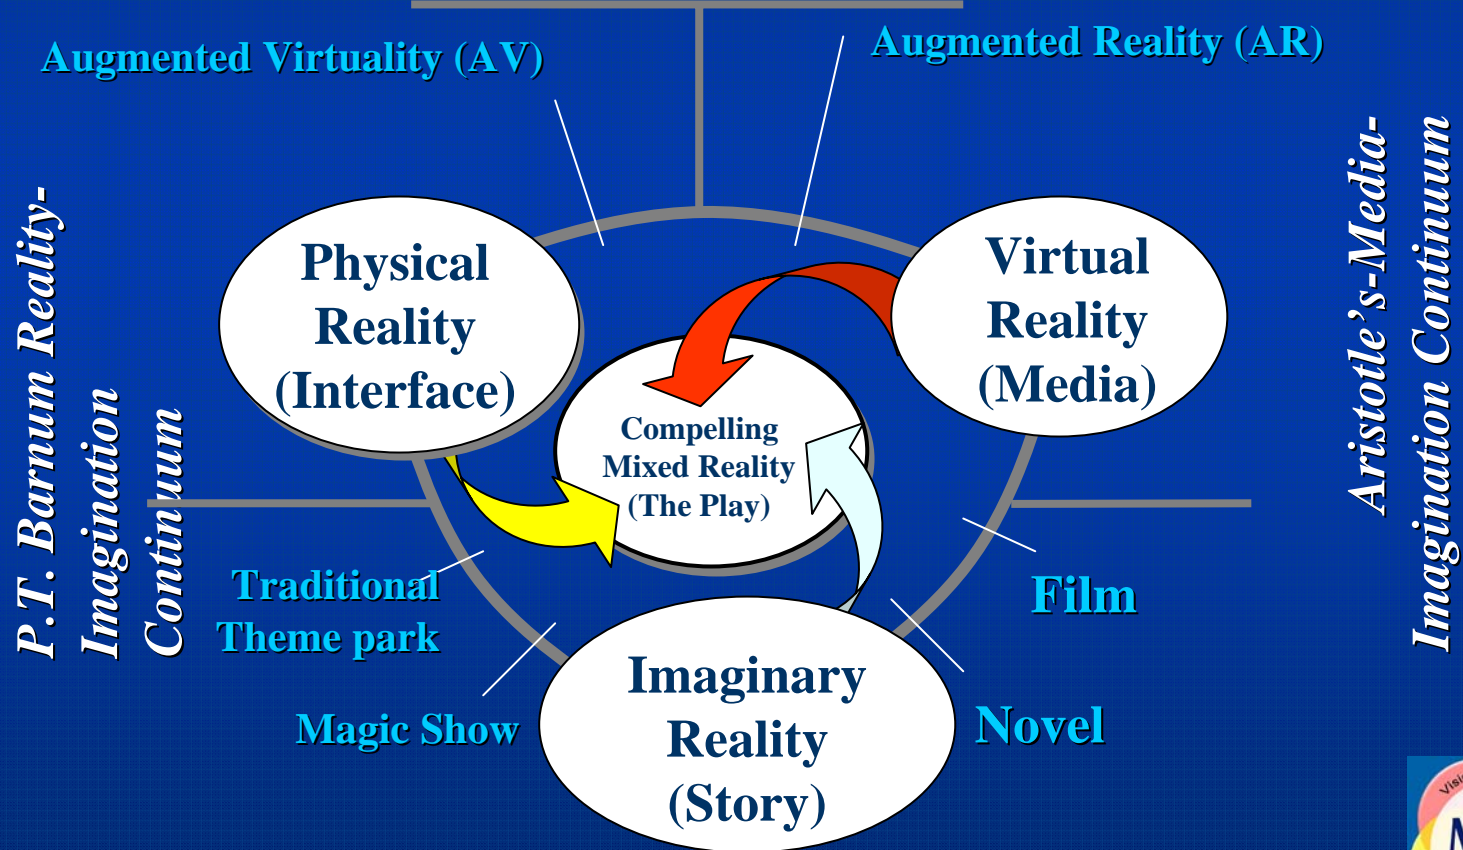 Augmented Virtuality (AV)
Augmented Reality (AR)
P.T. Barnum Reality-
Imagination
Continuum
Physical
Reality
(Interface)
Virtual
Reality
(Media)
Aristotle’s-Media-
Imagination Continuum
Compelling
Mixed Reality
(The Play)
Traditional
Theme park
Magic Show
Imaginary
Reality
(Story)
Film
Novel